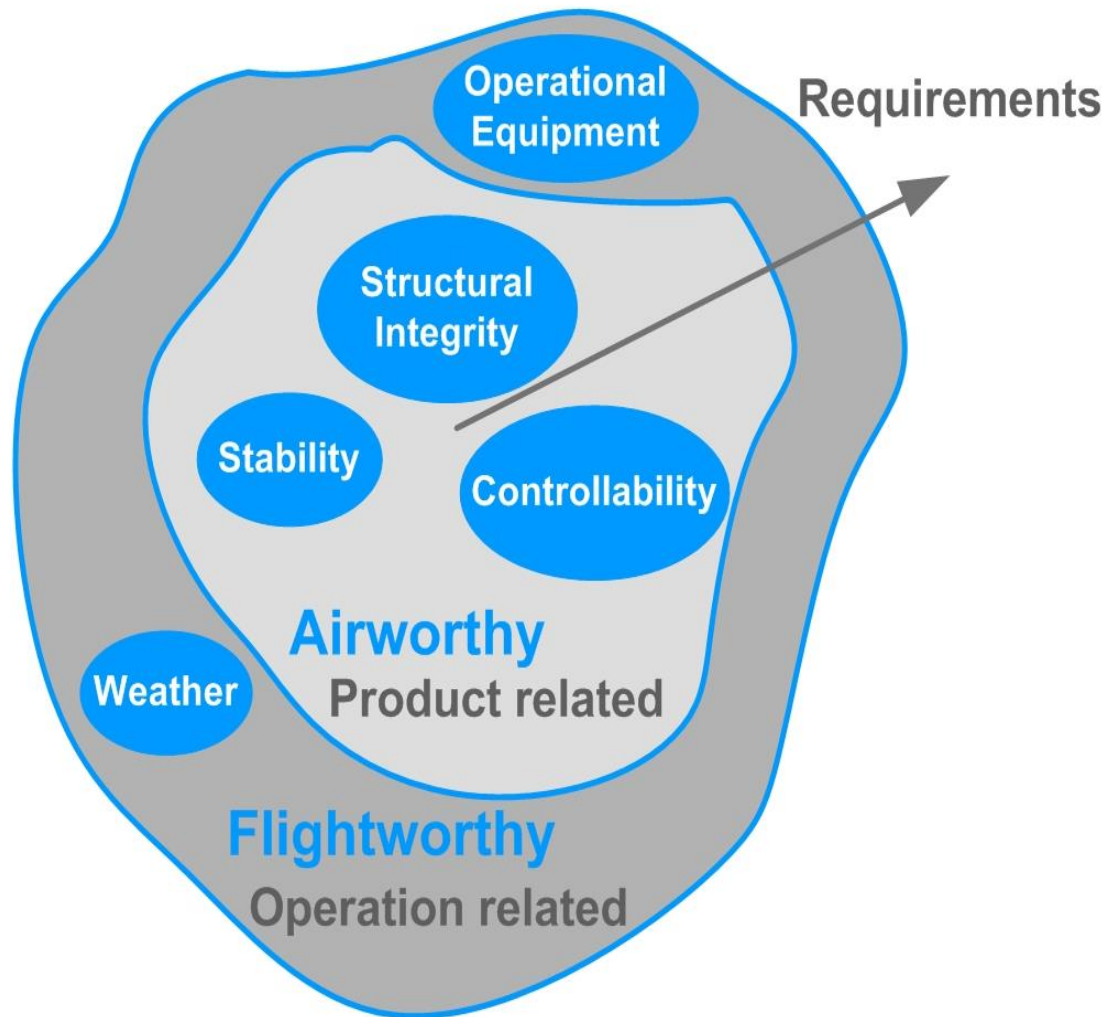 Operational
Equipment
Requirements
Structural
Integrity
Stability
Controllability
Airworthy
Product related
Weather
Flightworthy
Operation related